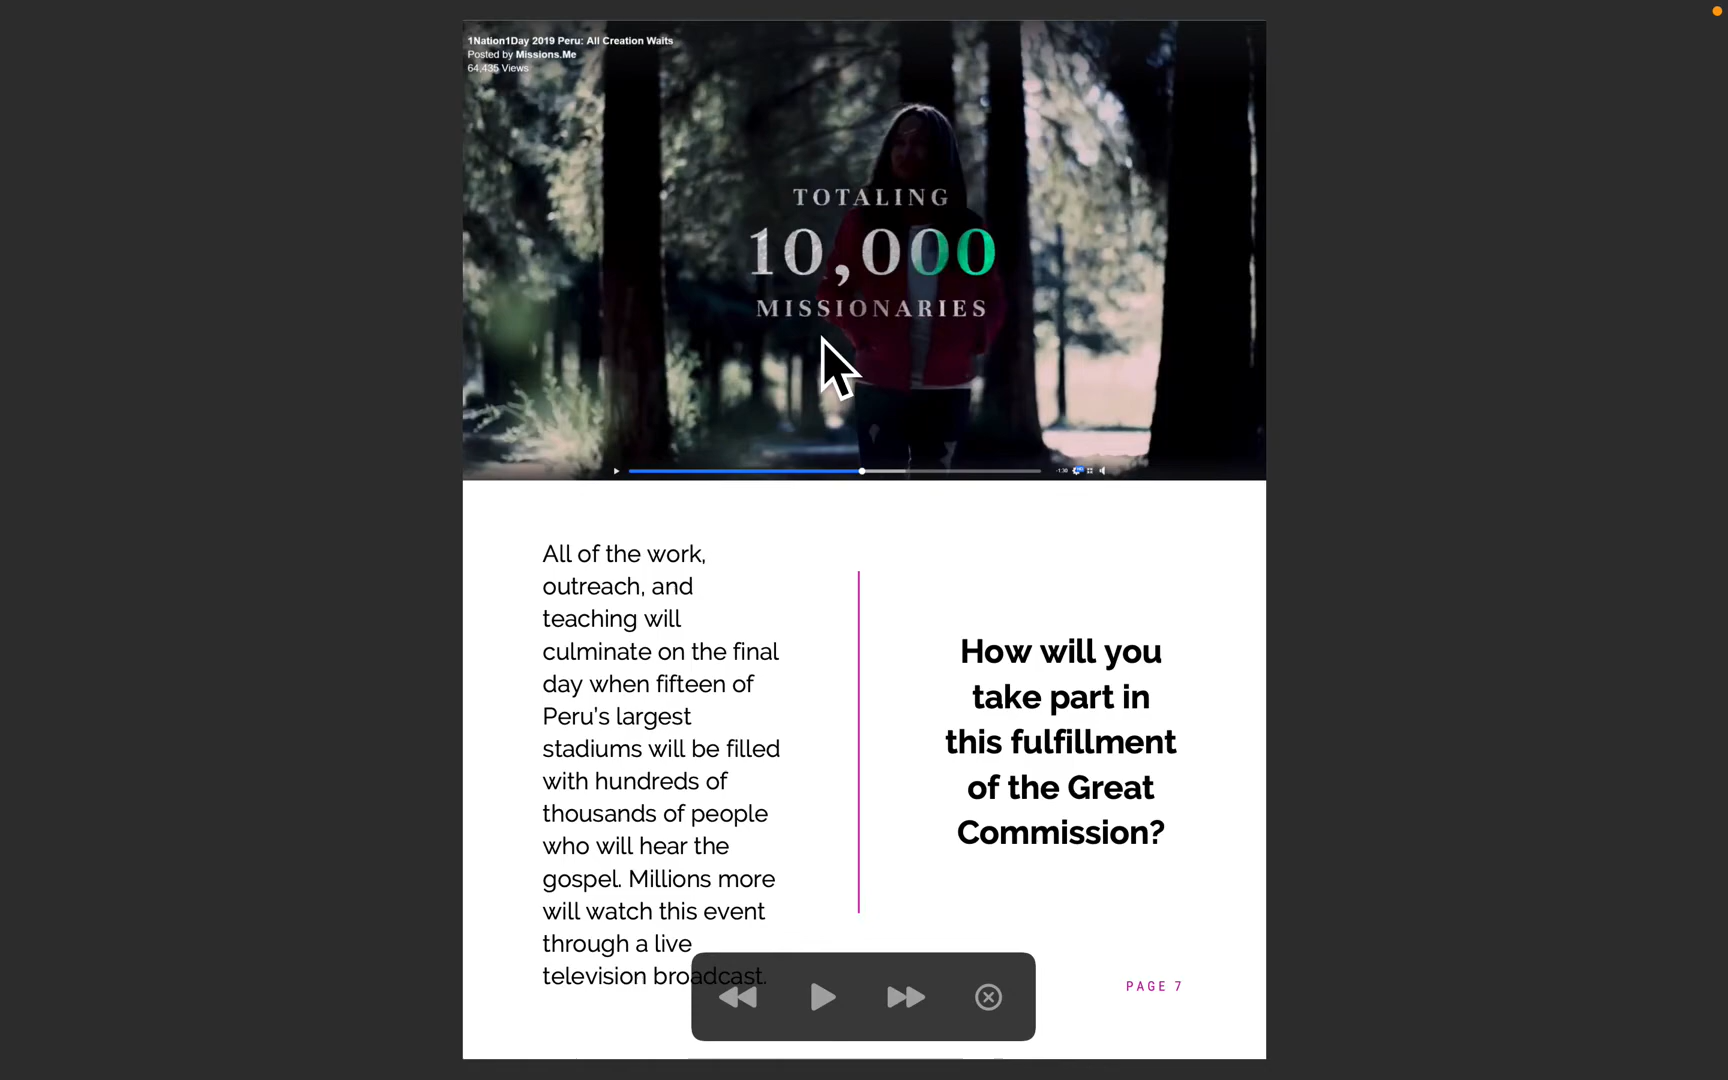 1Nation1Day 2019 Peru: All Creation Waits
Posted by Missions.Me
64,435 Views
TOTALING
10,000
MISSIONARIES
-1:38
HD
All of the work,
outreach, and
teaching will
culminate on the final
day when fifteen of
Peru's largest
stadiums will be filled
with hundreds of
thousands of people
who will hear the
gospel. Millions more
will watch this event
through a live
television broadcast.
How will you
take part in
this fulfillment
of the Great
Commission?
PAGE 7